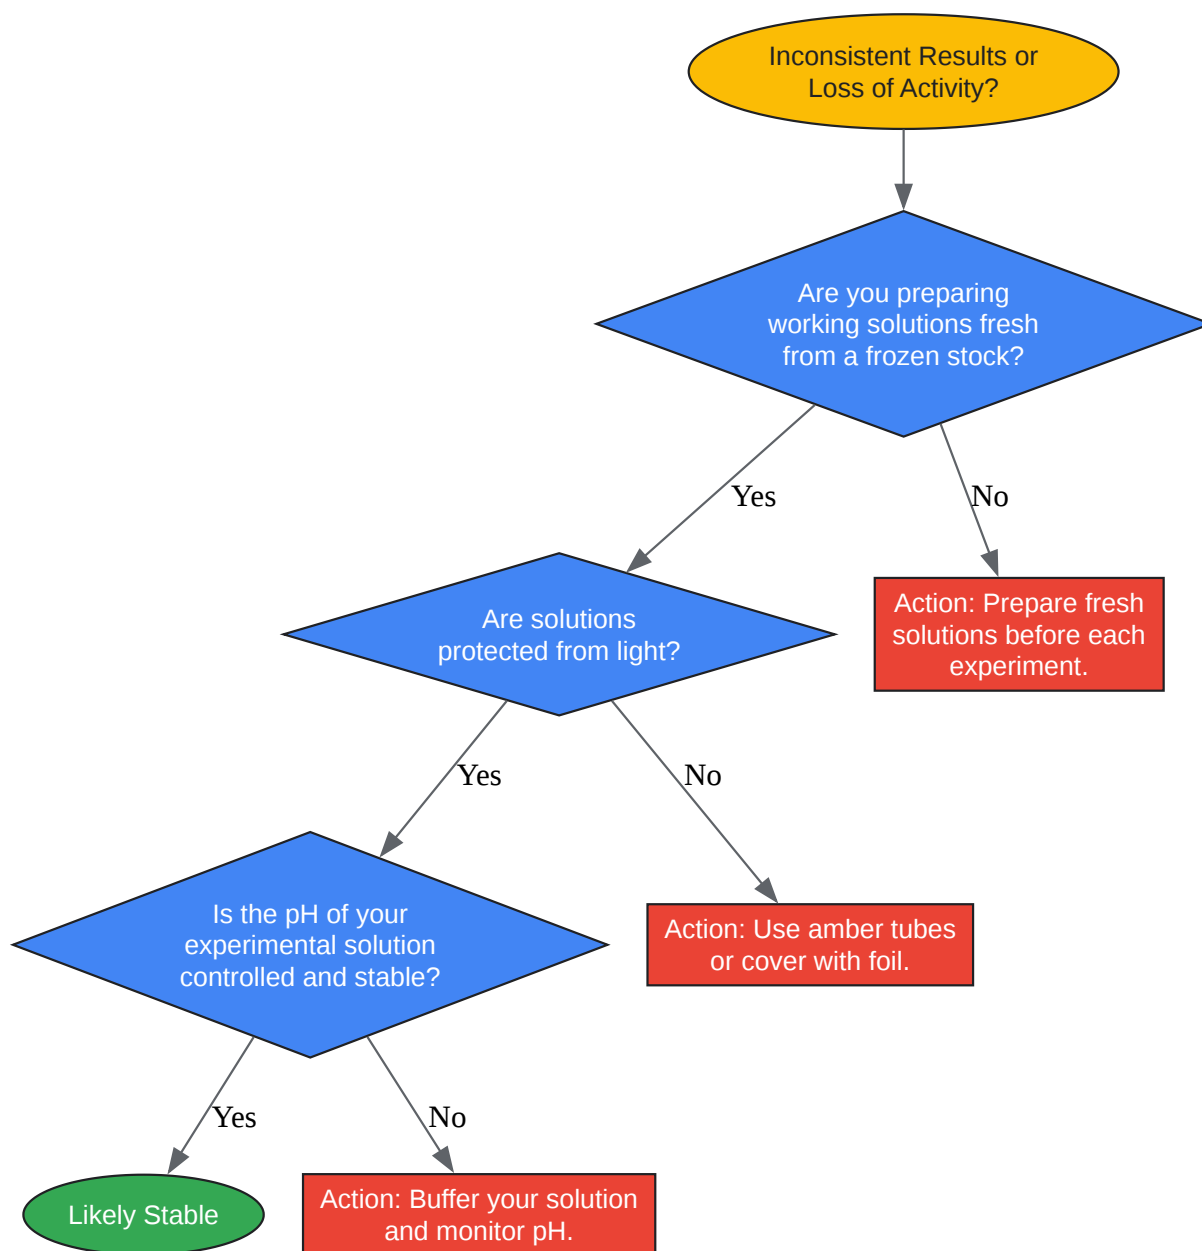 Inconsistent Results or
Loss of Activity?
Are you preparing
working solutions fresh
from a frozen stock?
Yes
No
Are solutions
protected from light?
Action: Prepare fresh
solutions before each
experiment.
Yes
No
Is the pH of your
experimental solution
controlled and stable?
Action: Use amber tubes
or cover with foil.
Yes
No
Likely Stable
Action: Buffer your solution
and monitor pH.